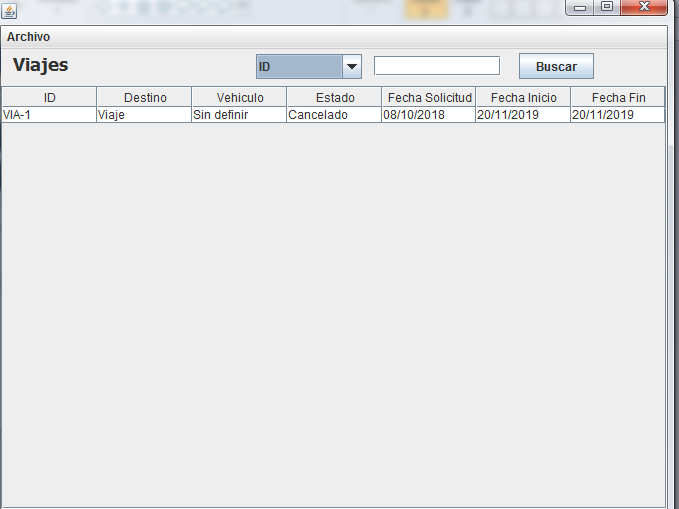 Archivo
Viajes ID Buscar
ID Destino Vehiculo Estado Fecha Solicitud Fecha Inicio Fecha Fin
VIA-1 Viaje Sin definir Cancelado 08/10/2018 20/11/2019 20/11/2019